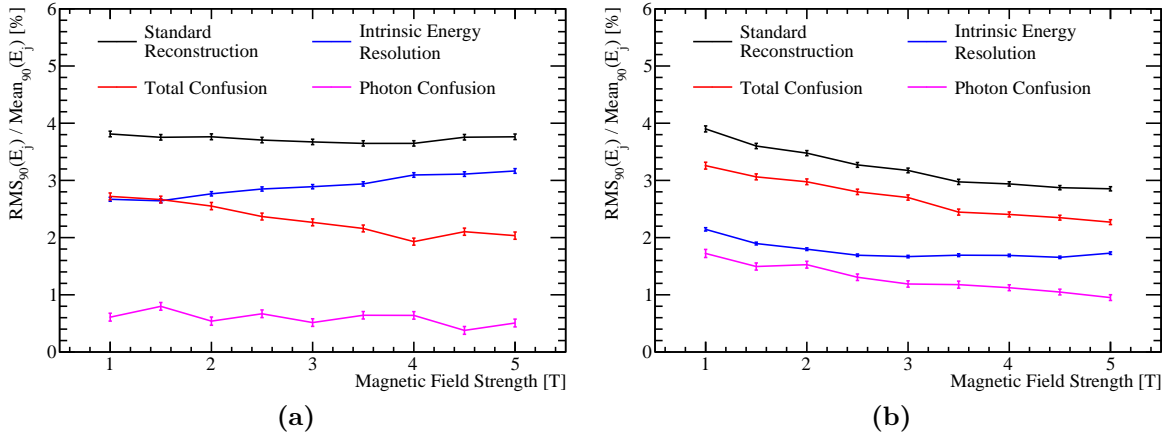 RMS90(Ej) / Mean90(Ej) [%]
6
5
4
3
2
1
0
Standard
Reconstruction
Intrinsic Energy
Resolution
Total Confusion
Photon Confusion
1 2 3 4 5
Magnetic Field Strength [T]
(a)
RMS90(Ej) / Mean90(Ej) [%]
6
5
4
3
2
1
0
Standard
Reconstruction
Intrinsic Energy
Resolution
Total Confusion
Photon Confusion
1 2 3 4 5
Magnetic Field Strength [T]
(b)